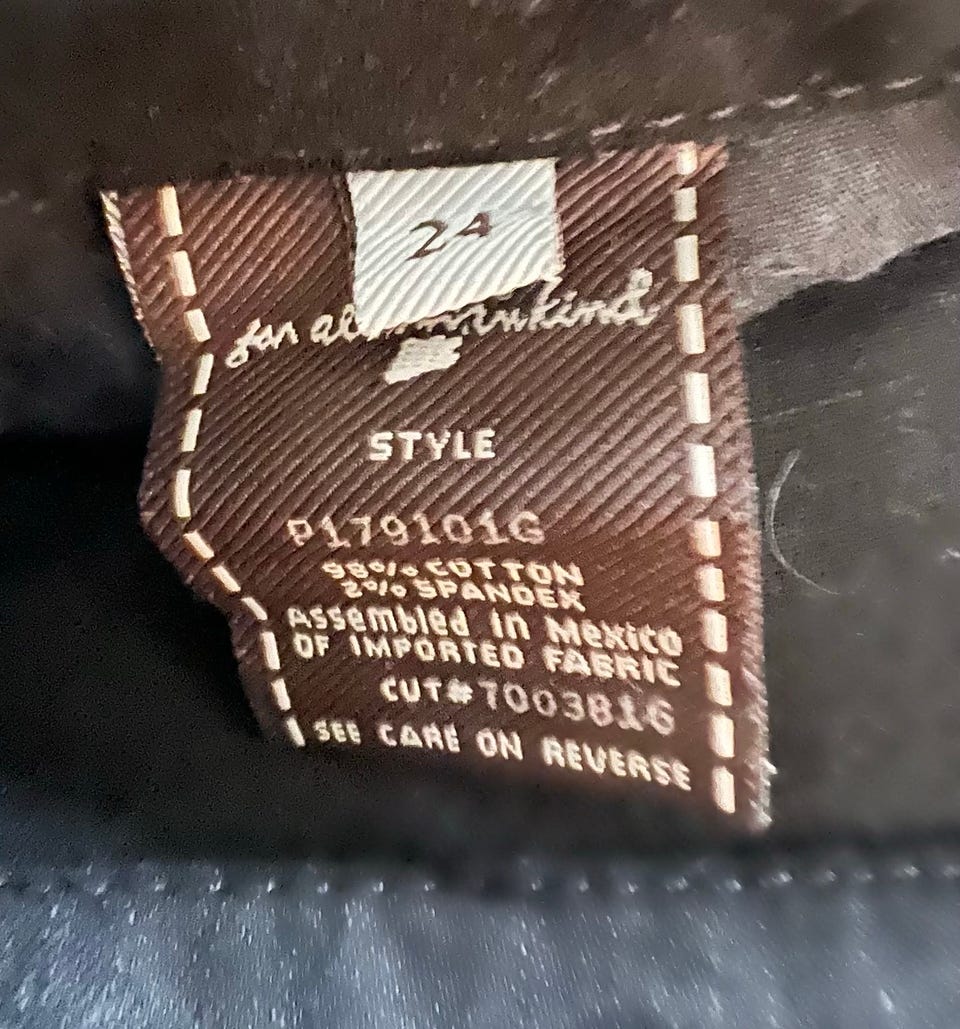 24
for all mankind
STYLE
P179101G
98% COTTON
2% SPANDEX
Assembled in Mexico
OF IMPORTED FABRIC
CUT#7003816
SEE CARE ON REVERSE